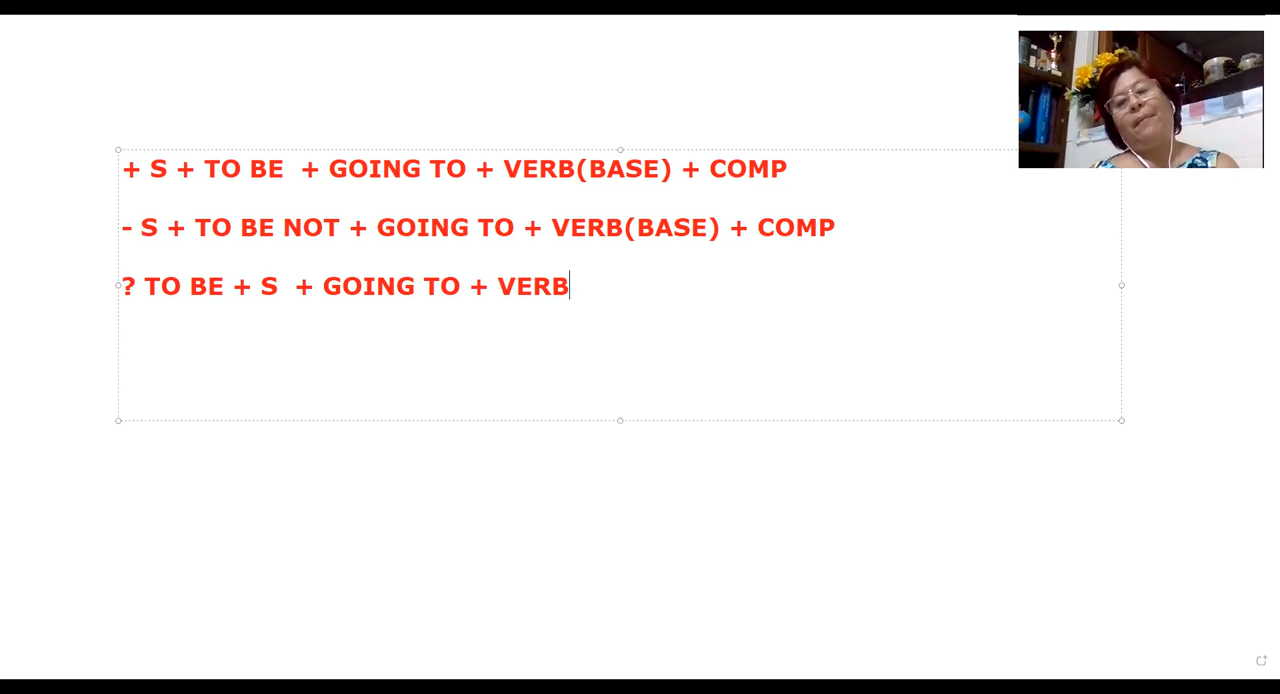 + S + TO BE  + GOING TO + VERB(BASE) + COMP
- S + TO BE NOT + GOING TO + VERB(BASE) + COMP
? TO BE + S  + GOING TO + VERB